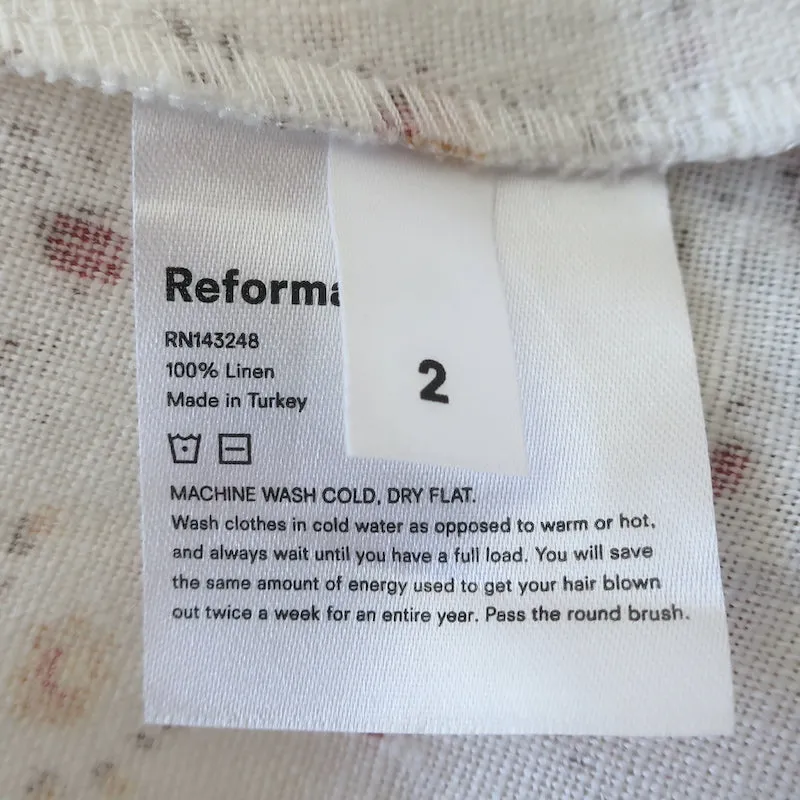 Reforma
RN143248
100% Linen
Made in Turkey
2
MACHINE WASH COLD, DRY FLAT.
Wash clothes in cold water as opposed to warm or hot,
and always wait until you have a full load. You will save
the same amount of energy used to get your hair blown
out twice a week for an entire year. Pass the round brush.